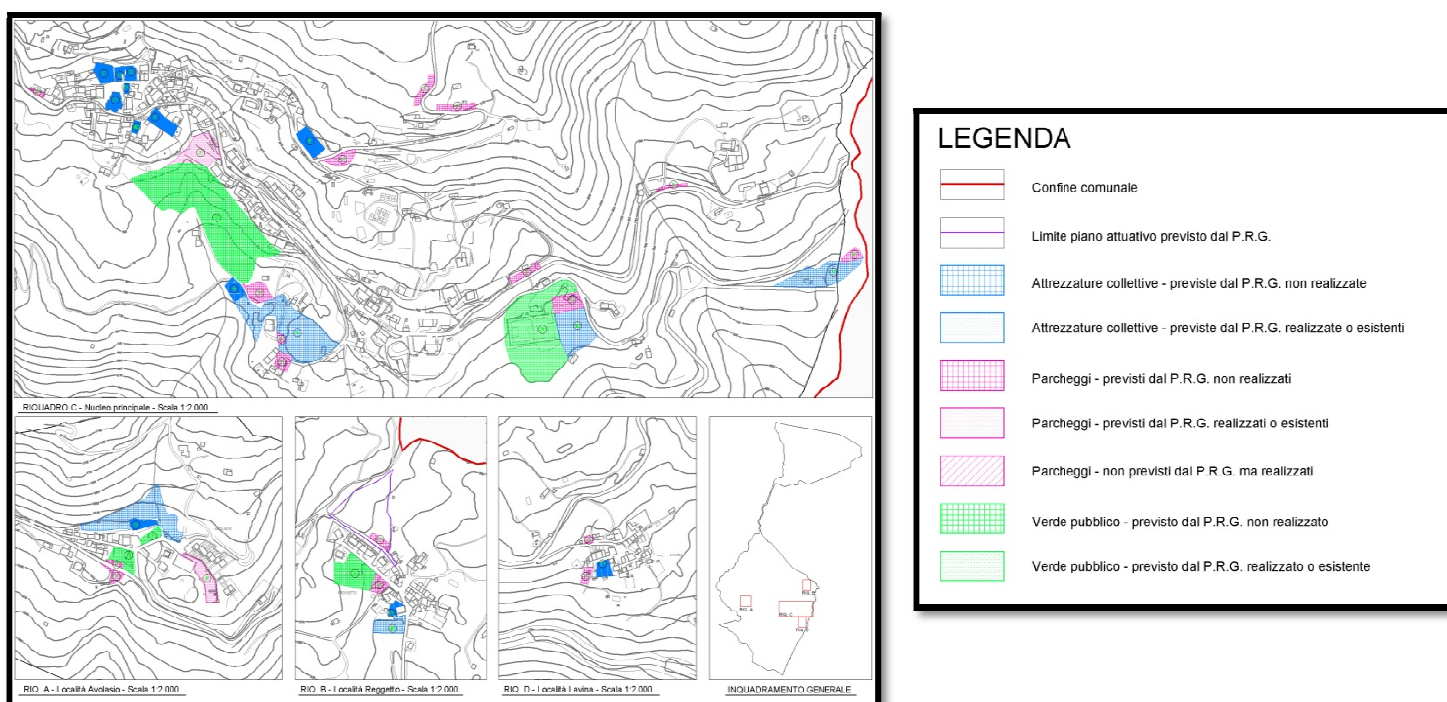 RIQUADRO C - Nucleo principale - Scala 1:2.000
RIQ. A - Località Avolasio - Scala 1:2.000
RIQ. B - Località Reggetto - Scala 1:2.000
RIQ. D - Località Lavina - Scala 1:2.000
INQUADRAMENTO GENERALE
RIQ. A
RIQ. C
LEGENDA
Confine comunale
Limite piano attuativo previsto dal P.R.G.
Attrezzature collettive - previste dal P.R.G. non realizzate
Attrezzature collettive - previste dal P.R.G. realizzate o esistenti
Parcheggi - previsti dal P.R.G. non realizzati
Parcheggi - previsti dal P.R.G. realizzati o esistenti
Parcheggi - non previsti dal P.R.G. ma realizzati
Verde pubblico - previsto dal P.R.G. non realizzato
Verde pubblico - previsto dal P.R.G. realizzato o esistente